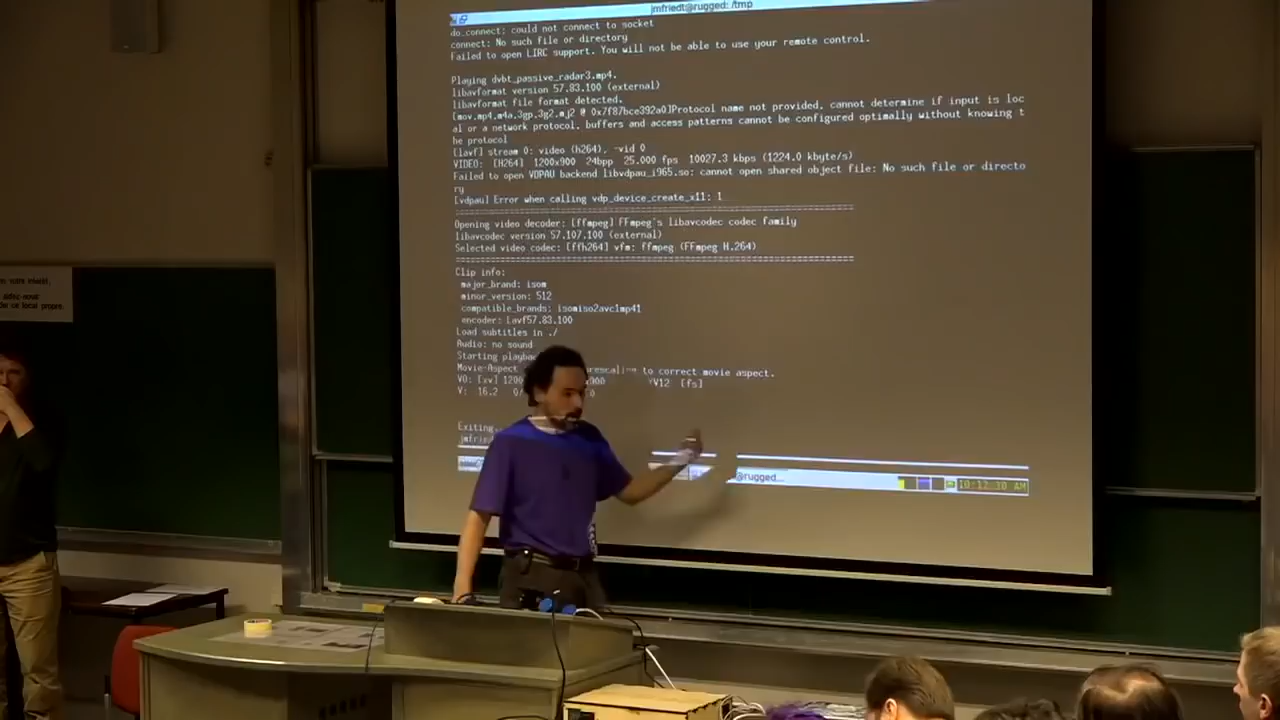 jmfriedt@rugged: /tmp
do_connect: could not connect to socket
connect: No such file or directory
Failed to open LIRC support. You will not be able to use your remote control.
Playing dvbt_passive_radar3.mp4.
libavformat version 57.83.100 (external)
libavformat file format detected.
[mov,mp4,m4a,3gp,3g2,mj2 @ 0x7f87bce392a0]Protocol name not provided, cannot determine if input is loc
al or a network protocol, buffers and access patterns cannot be configured optimally without knowing t
he protocol
[lavf] stream 0: video (h264), -vid 0
VIDEO: [H264] 1200x900 24bpp 25.000 fps 10027.3 kbps (1224.0 kbyte/s)
Failed to open VDPAU backend libvdpau_i965.so: cannot open shared object file: No such file or directo
ry
[vdpau] Error when calling vdp_device_create_x11: 1
==========================================================================
Opening video decoder: [ffmpeg] FFmpeg's libavcodec codec family
libavcodec version 57.107.100 (external)
Selected video codec: [ffh264] vfm: ffmpeg (FFmpeg H.264)
==========================================================================
Clip info:
major_brand: isom
minor_version: 512
compatible_brands: isomiso2avc1mp41
encoder: Lavf57.83.100
Load subtitles in ./
Audio: no sound
Starting playba
Movie-Aspect to correct movie aspect.
VO: [xv] 1200 YV12 [fs]
V: 16.2
Exiting.
@rugged...
10:12:30 AM
aidez-nous
ce local propre.